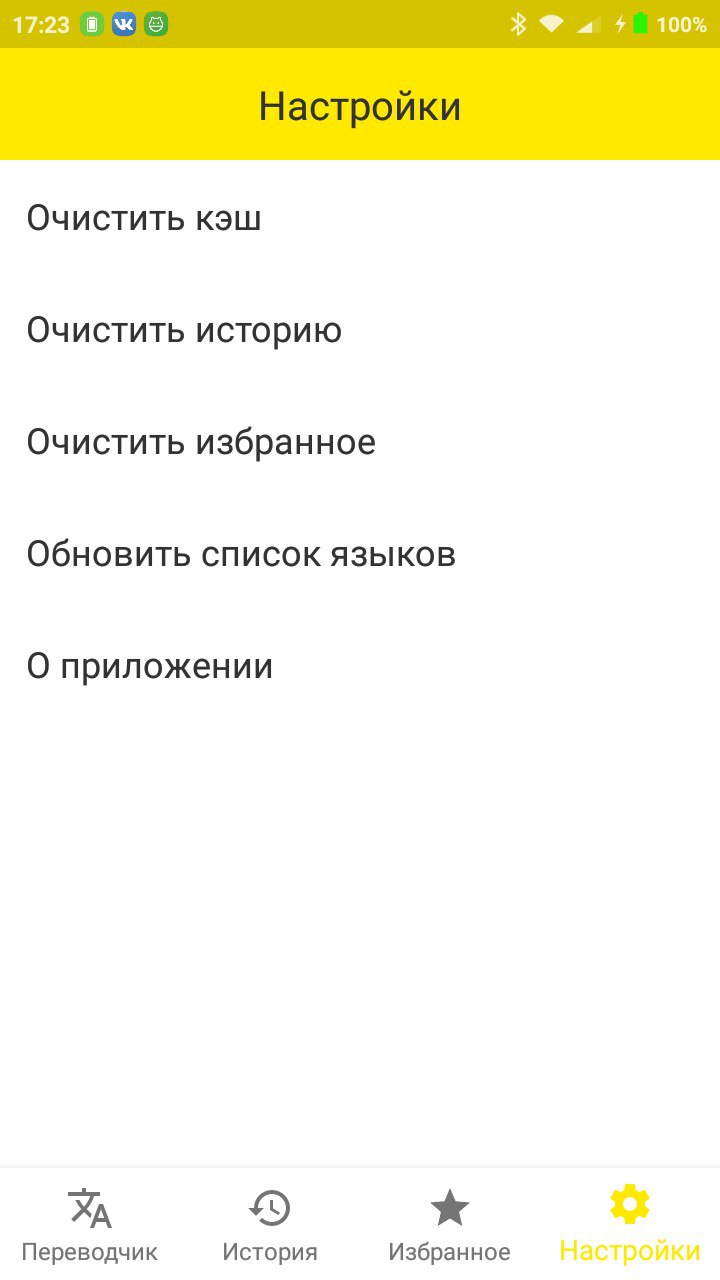 17:23
100%
Настройки
Очистить кэш
Очистить историю
Очистить избранное
Обновить список языков
О приложении
Переводчик
История
Избранное
Настройки